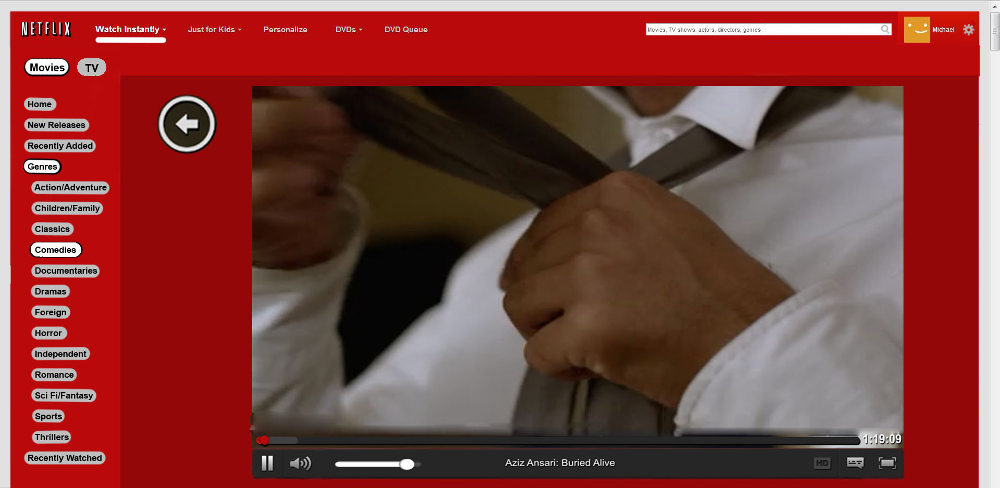 NETFLIX
Watch Instantly
Just for Kids
Personalize
DVDs
DVD Queue
Movies, TV shows, actors, directors, genres
Michael
Movies
TV
Home
New Releases
Recently Added
Genres
Action/Adventure
Children/Family
Classics
Comedies
Documentaries
Dramas
Foreign
Horror
Independent
Romance
Sci Fi/Fantasy
Sports
Thrillers
Recently Watched
1:19:09
Aziz Ansari: Buried Alive
HD